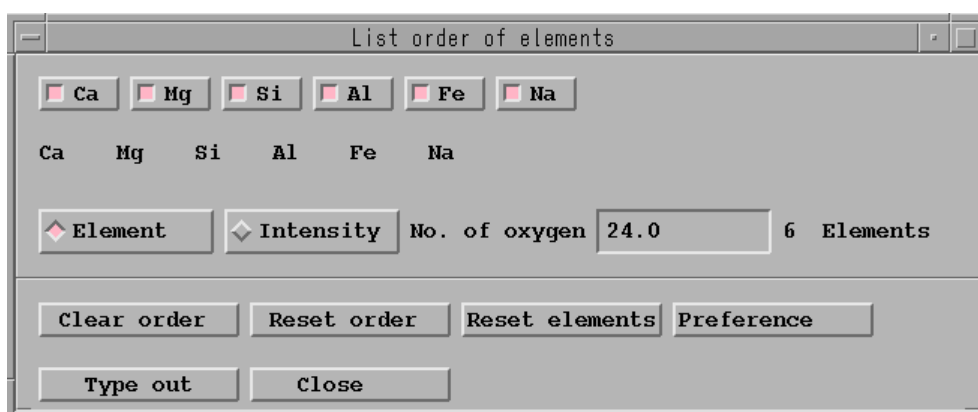 List order of elements
Ca Mg Si Al Fe Na
Ca Mg Si Al Fe Na
Element Intensity No. of oxygen 24.0 6 Elements
Clear order Reset order Reset elements Preference
Type out Close